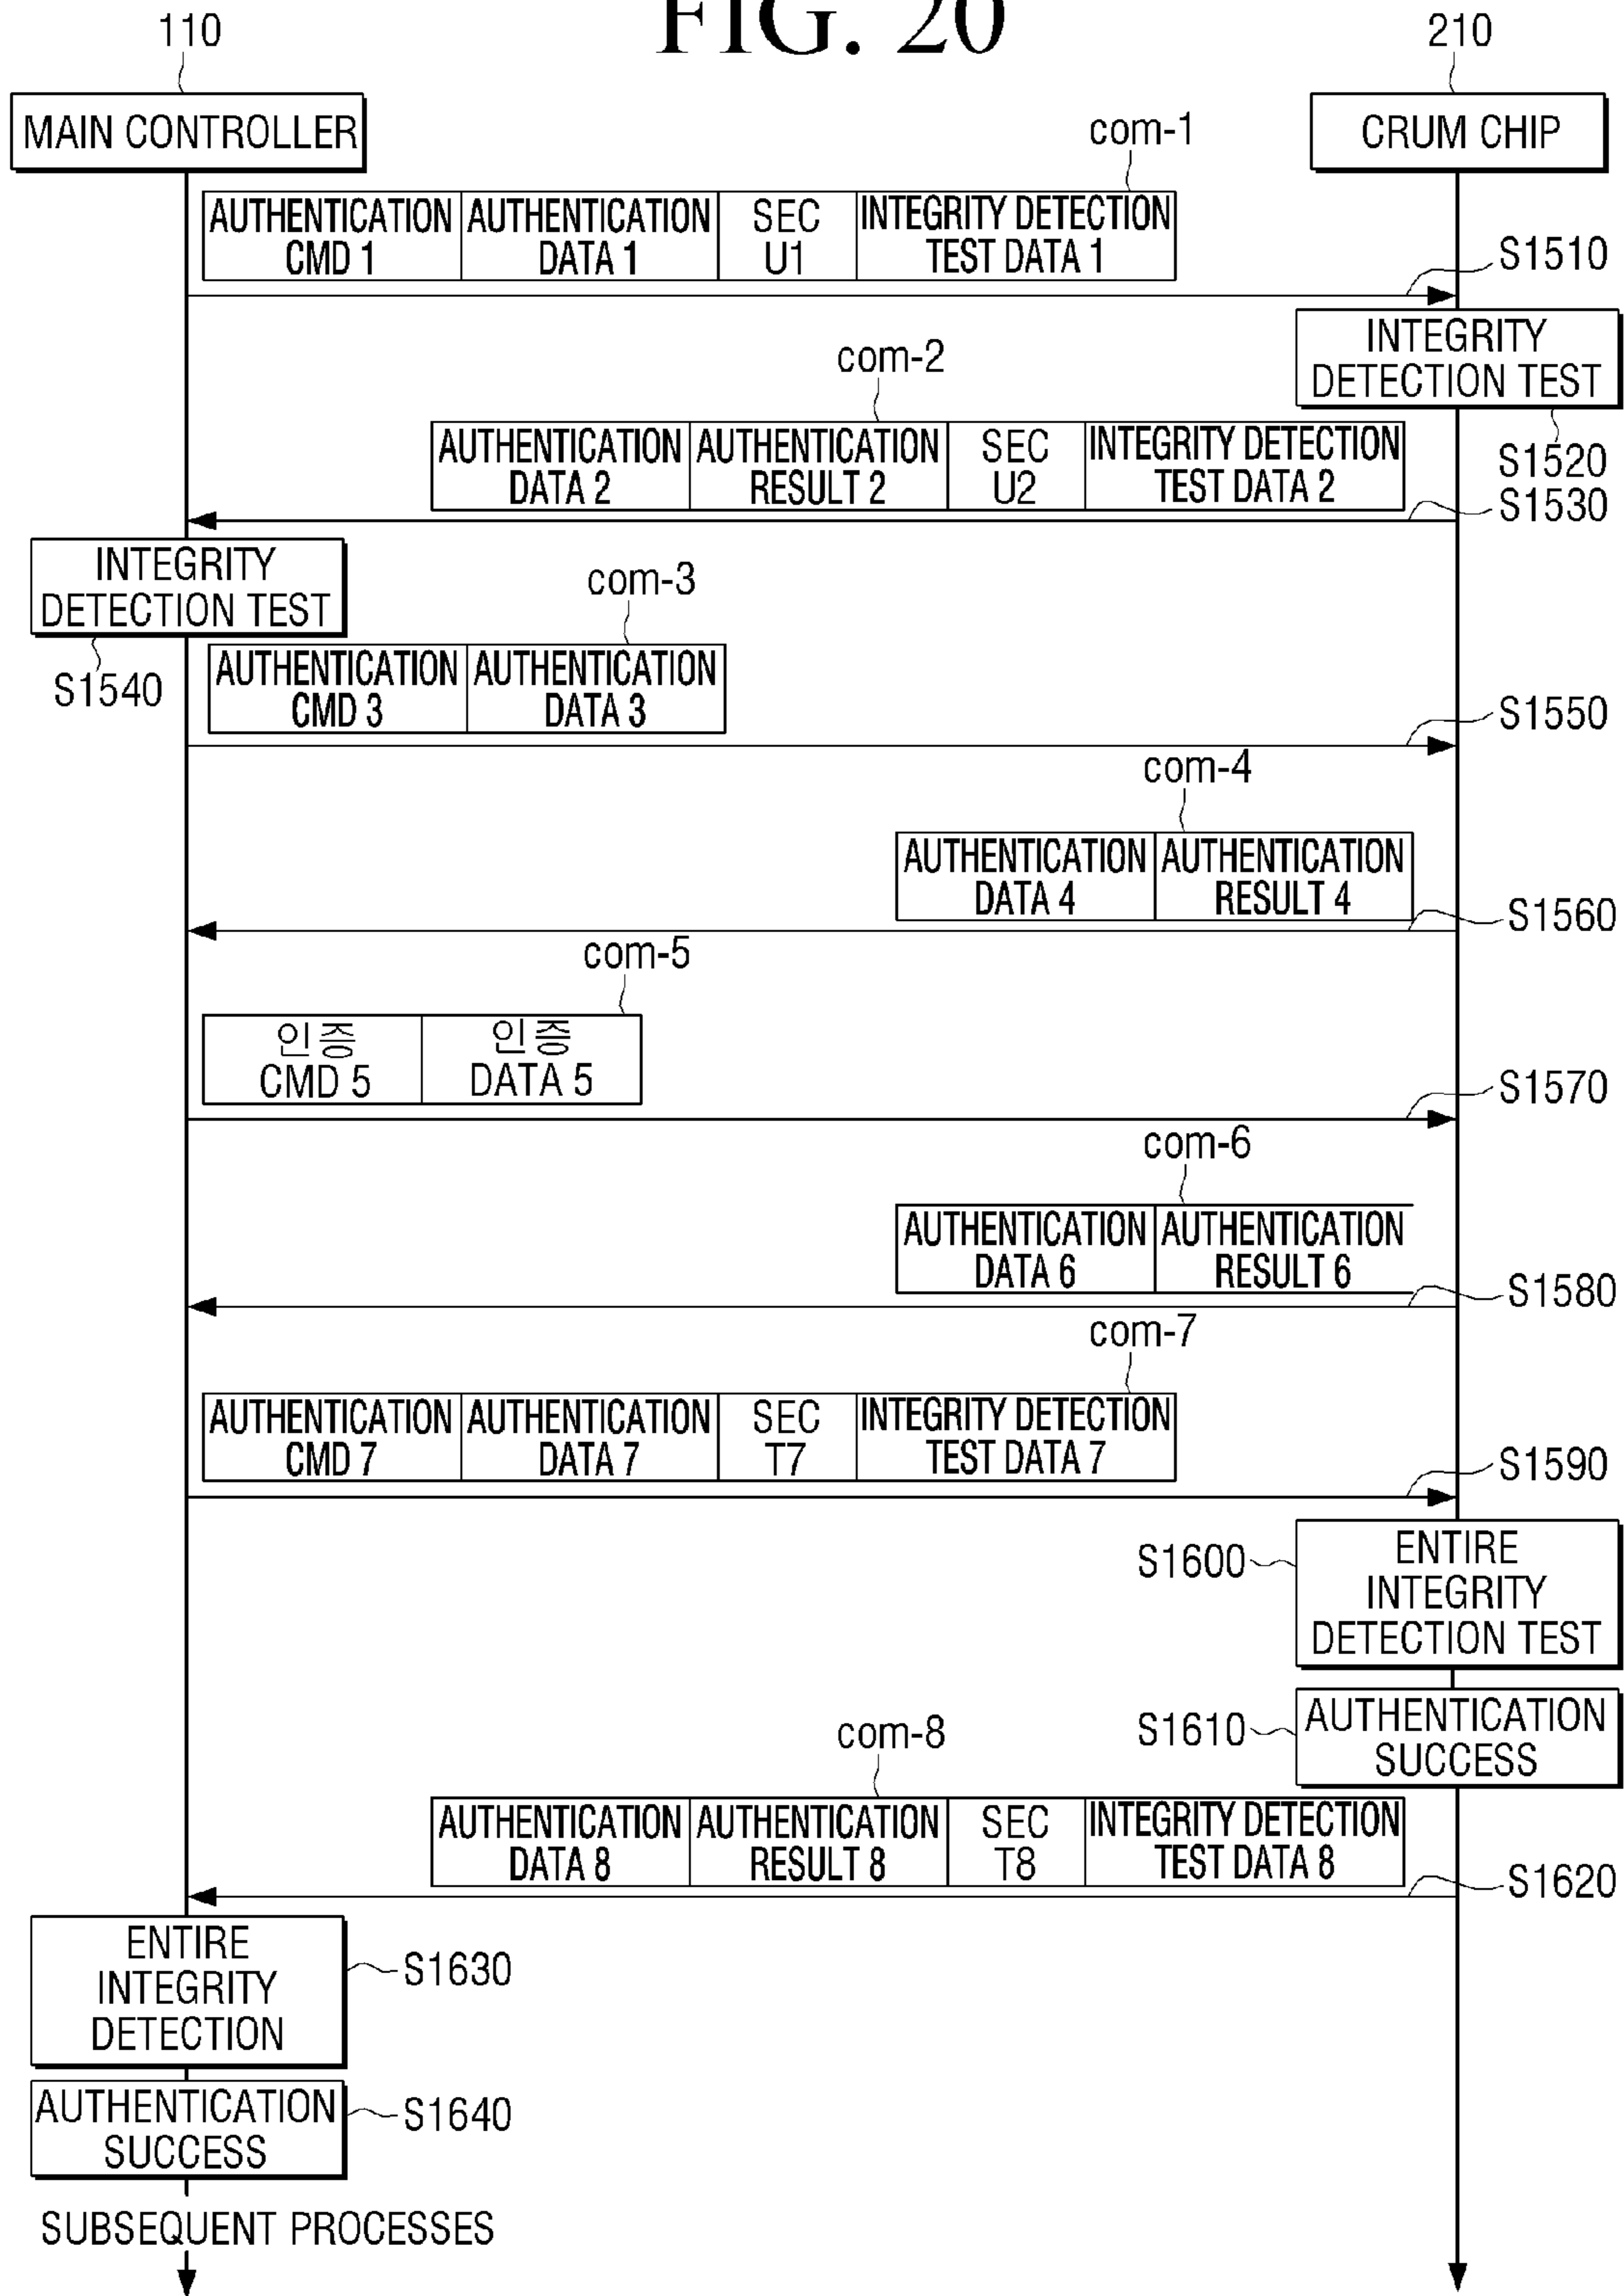 FIG. 20
110
210
MAIN CONTROLLER
CRUM CHIP
com-1
AUTHENTICATION CMD 1
AUTHENTICATION DATA 1
SEC U1
INTEGRITY DETECTION TEST DATA 1
S1510
INTEGRITY
DETECTION TEST
S1520
com-2
AUTHENTICATION DATA 2
AUTHENTICATION RESULT 2
SEC U2
INTEGRITY DETECTION TEST DATA 2
S1530
INTEGRITY
DETECTION TEST
S1540
com-3
AUTHENTICATION CMD 3
AUTHENTICATION DATA 3
S1550
com-4
AUTHENTICATION DATA 4
AUTHENTICATION RESULT 4
S1560
com-5
인증 CMD 5
인증 DATA 5
S1570
com-6
AUTHENTICATION DATA 6
AUTHENTICATION RESULT 6
S1580
com-7
AUTHENTICATION CMD 7
AUTHENTICATION DATA 7
SEC T7
INTEGRITY DETECTION TEST DATA 7
S1590
S1600
ENTIRE
INTEGRITY
DETECTION TEST
S1610
AUTHENTICATION
SUCCESS
com-8
AUTHENTICATION DATA 8
AUTHENTICATION RESULT 8
SEC T8
INTEGRITY DETECTION TEST DATA 8
S1620
ENTIRE
INTEGRITY
DETECTION
S1630
AUTHENTICATION
SUCCESS
S1640
SUBSEQUENT PROCESSES